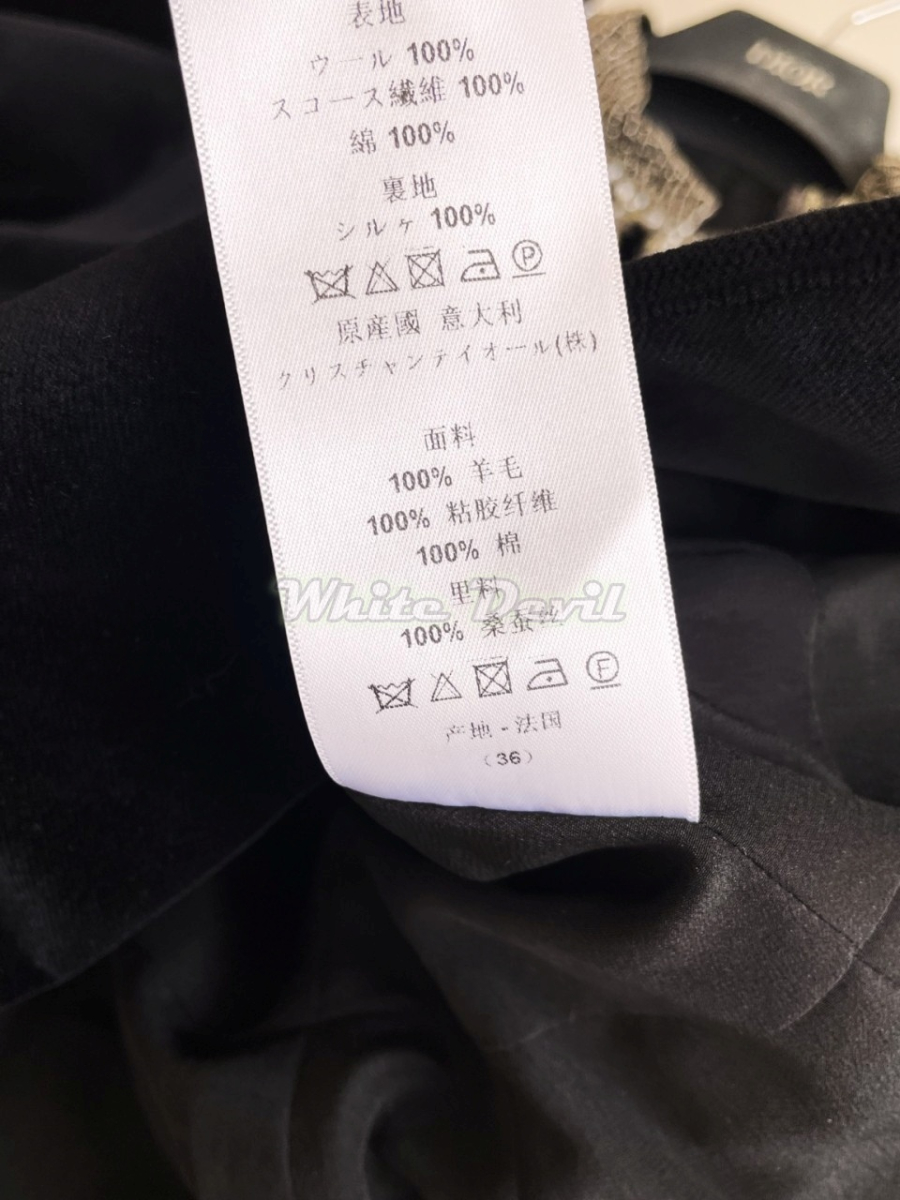 表地
ウール 100%
スコース繊維 100%
綿 100%
裏地
シルケ 100%
P
原産國 意大利
クリスチャンテイオール(株)
面料
100% 羊毛
100% 粘胶纤维
100% 棉
里料
100% 桑蚕丝
F
产地 - 法国
(36)
White Devil
DIOR